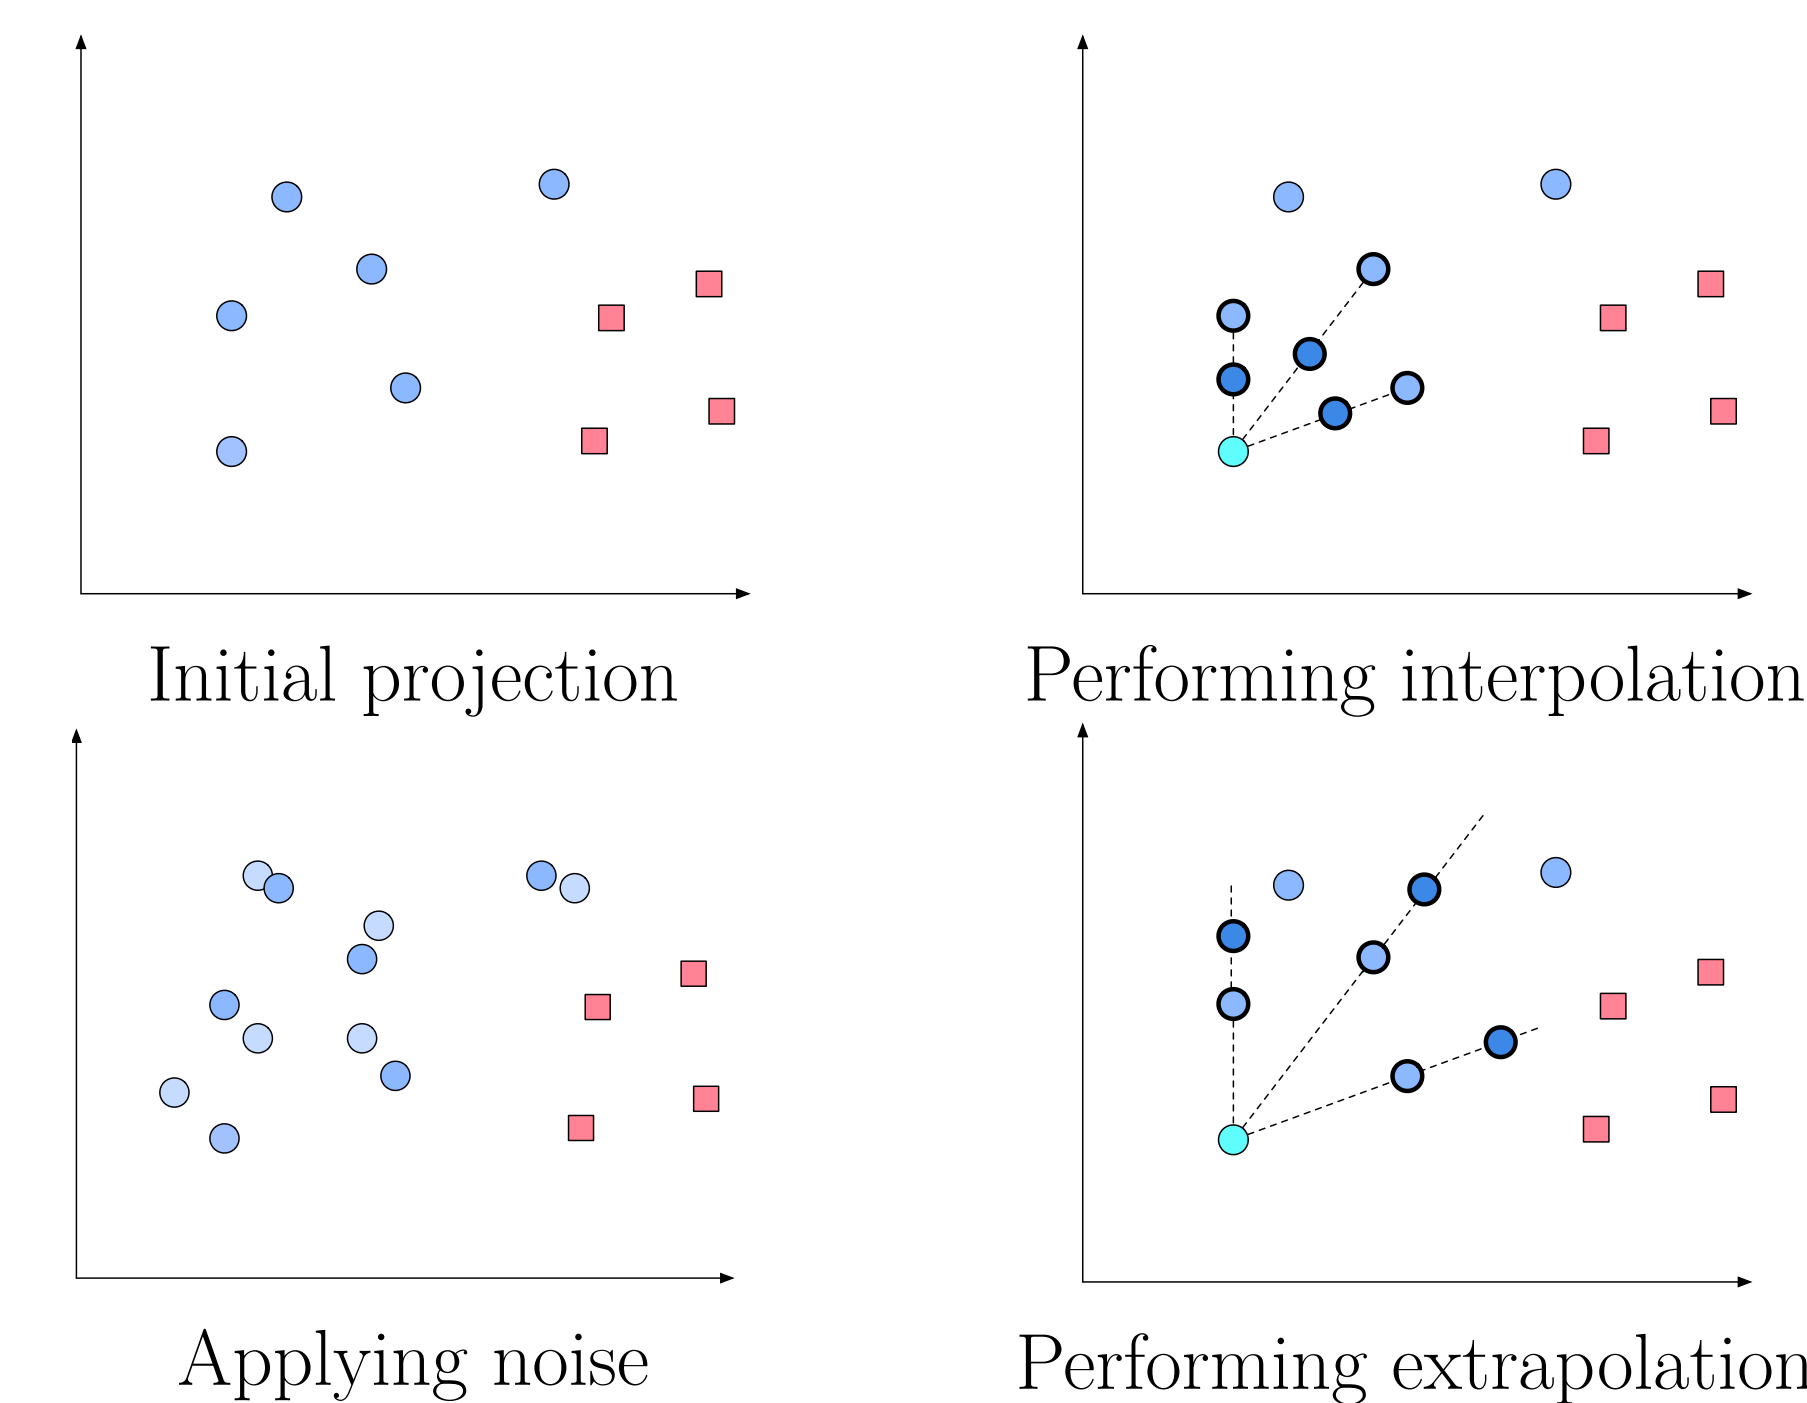 Initial projection
Performing interpolation
Applying noise
Performing extrapolation